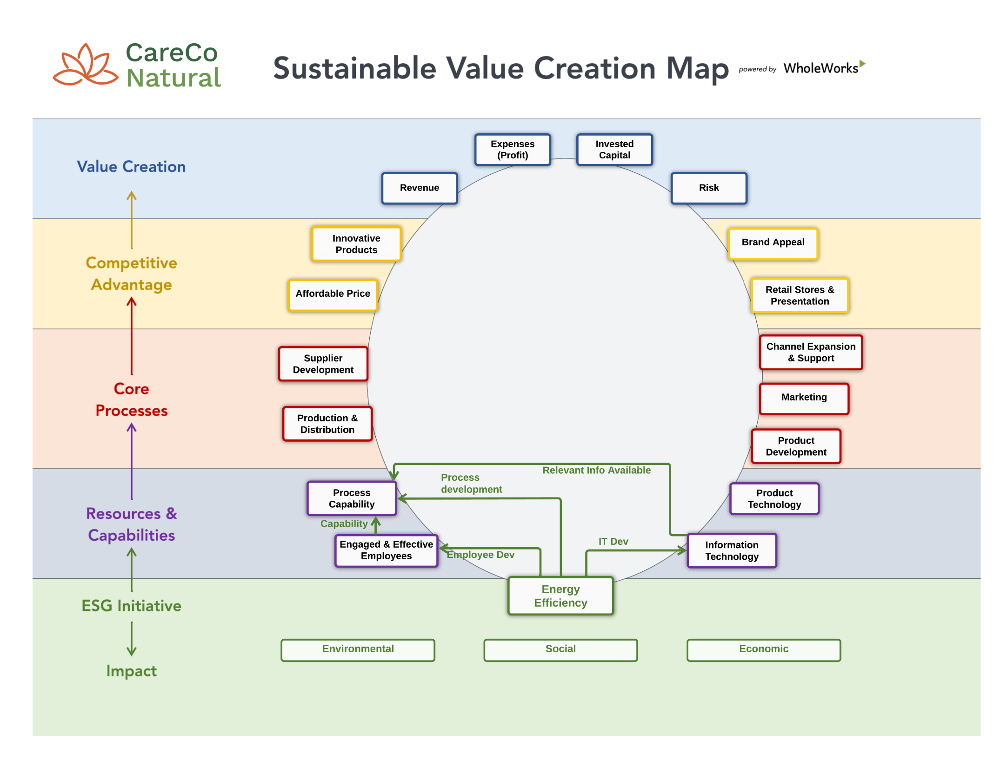 CareCo
Natural
Sustainable Value Creation Map
powered by WholeWorks
Value Creation
Expenses
(Profit)
Invested
Capital
Revenue
Risk
Competitive
Advantage
Innovative
Products
Brand Appeal
Affordable Price
Retail Stores &
Presentation
Core
Processes
Supplier
Development
Channel Expansion
& Support
Marketing
Production &
Distribution
Product
Development
Resources &
Capabilities
Relevant Info Available
Process
development
Process
Capability
Product
Technology
Capability
Engaged & Effective
Employees
Employee Dev
IT Dev
Information
Technology
ESG Initiative
Energy
Efficiency
Environmental
Social
Economic
Impact